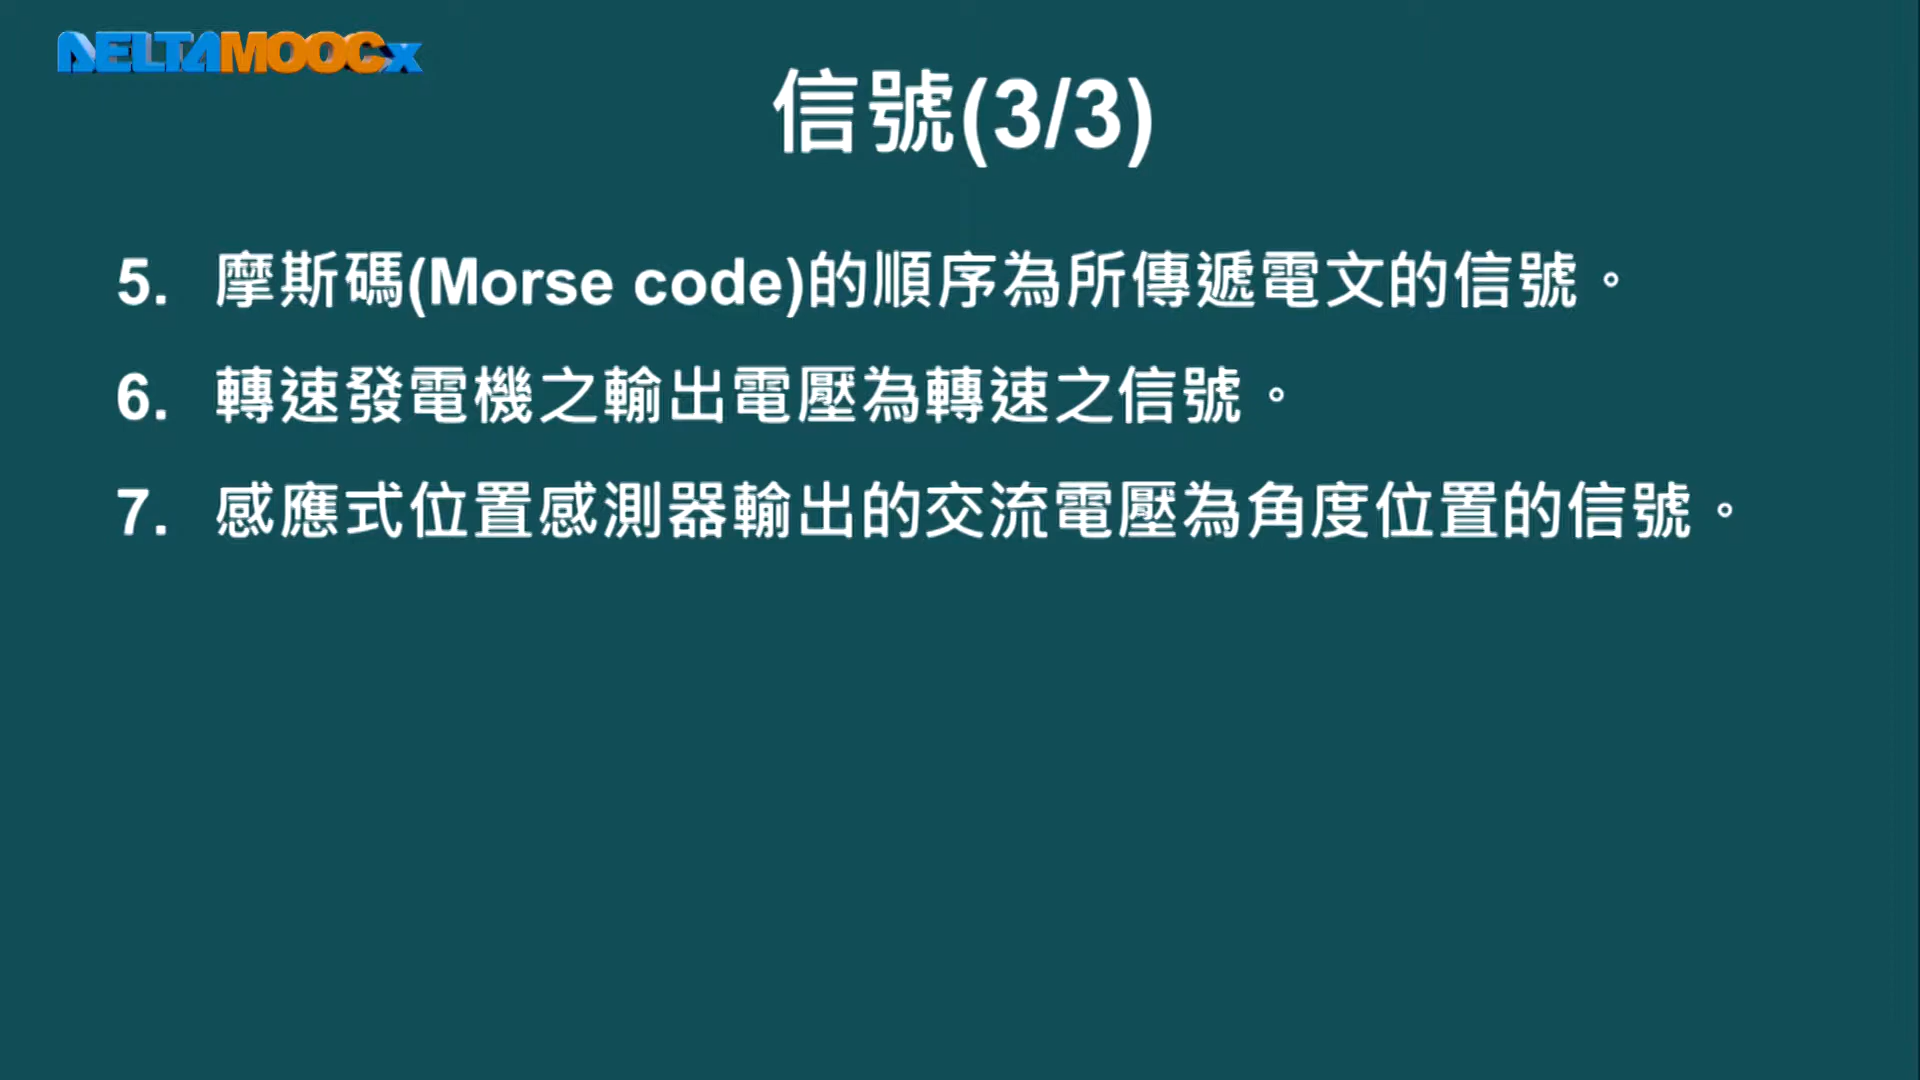 DELTAMOOCx
信號(3/3)
5. 摩斯碼(Morse code)的順序為所傳遞電文的信號。
6. 轉速發電機之輸出電壓為轉速之信號。
7. 感應式位置感測器輸出的交流電壓為角度位置的信號。